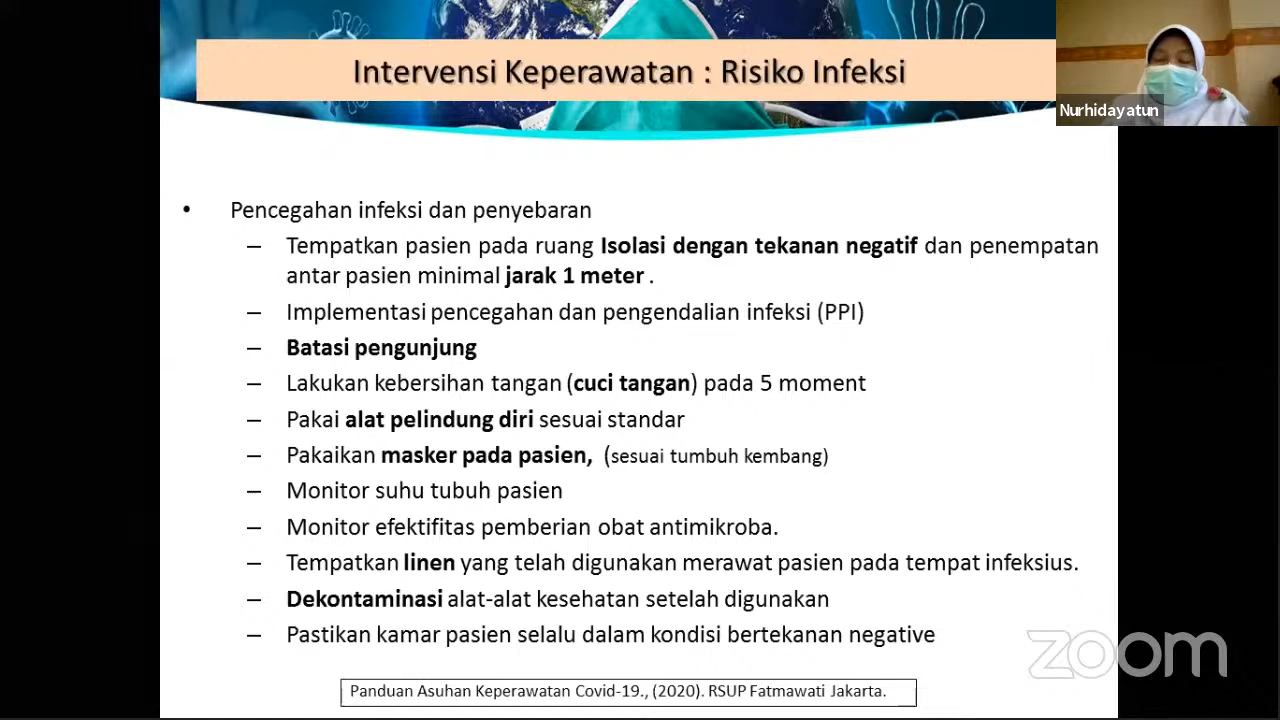 Intervensi Keperawatan : Risiko Infeksi
Nurhidayatun
• Pencegahan infeksi dan penyebaran
– Tempatkan pasien pada ruang Isolasi dengan tekanan negatif dan penempatan
antar pasien minimal jarak 1 meter .
– Implementasi pencegahan dan pengendalian infeksi (PPI)
– Batasi pengunjung
– Lakukan kebersihan tangan (cuci tangan) pada 5 moment
– Pakai alat pelindung diri sesuai standar
– Pakaikan masker pada pasien, (sesuai tumbuh kembang)
– Monitor suhu tubuh pasien
– Monitor efektifitas pemberian obat antimikroba.
– Tempatkan linen yang telah digunakan merawat pasien pada tempat infeksius.
– Dekontaminasi alat-alat kesehatan setelah digunakan
– Pastikan kamar pasien selalu dalam kondisi bertekanan negative
zoom
Panduan Asuhan Keperawatan Covid-19., (2020). RSUP Fatmawati Jakarta.